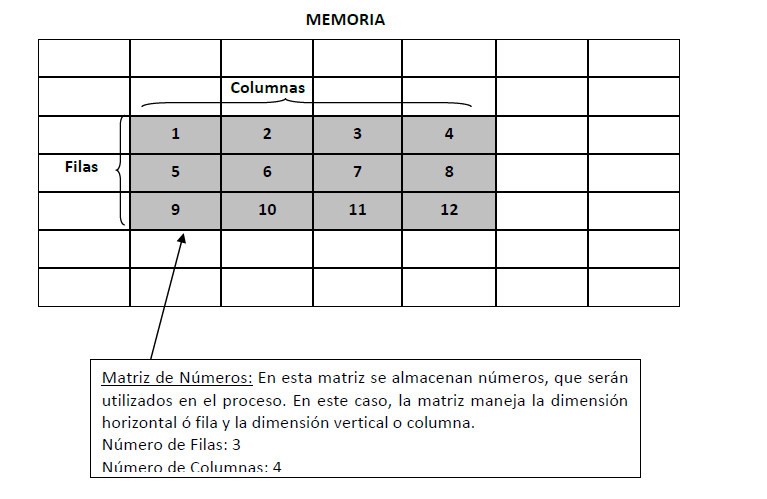 MEMORIA
Columnas
1 2 3 4
Filas
5 6 7 8
9 10 11 12
Matriz de Números: En esta matriz se almacenan números, que serán
utilizados en el proceso. En este caso, la matriz maneja la dimensión
horizontal ó fila y la dimensión vertical o columna.
Número de Filas: 3
Número de Columnas: 4